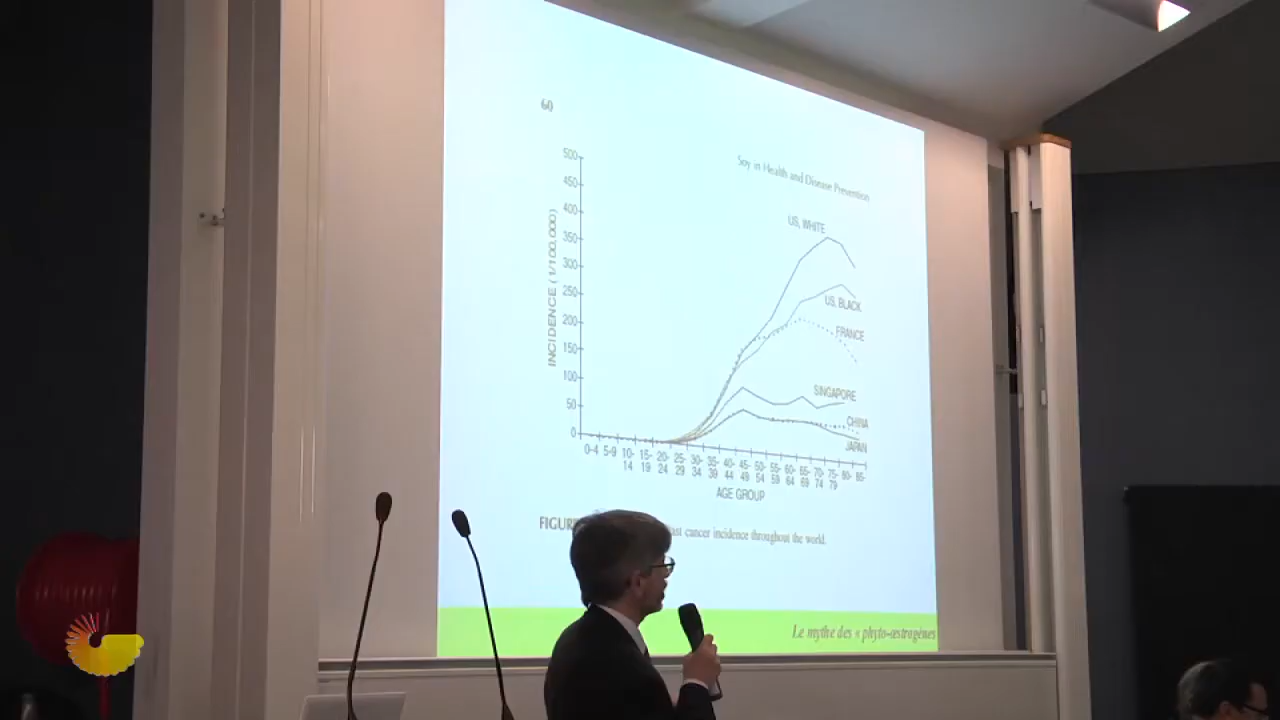 60
Soy in Health and Disease Prevention
500
450
400
350
300
250
200
150
100
50
0
INCIDENCE (1/100,000)
US, WHITE
US, BLACK
FRANCE
SINGAPORE
CHINA
JAPAN
0-4 5-9 10- 15- 20- 25- 30- 35- 40- 45- 50- 55- 60- 65- 70- 75- 80- 85-
14 19 24 29 34 39 44 49 54 59 64 69 74 79
AGE GROUP
cancer incidence throughout the world.
Le mythe des « phyto-œstrogènes